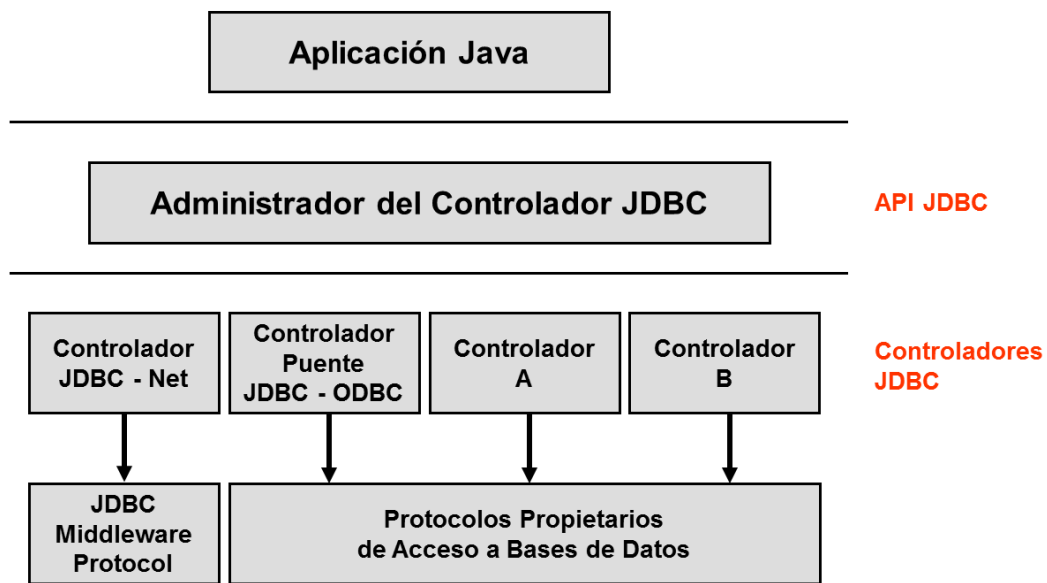 Aplicación Java
Administrador del Controlador JDBC
API JDBC
Controlador
JDBC - Net
Controlador
Puente
JDBC - ODBC
Controlador
A
Controlador
B
Controladores
JDBC
JDBC
Middleware
Protocol
Protocolos Propietarios
de Acceso a Bases de Datos